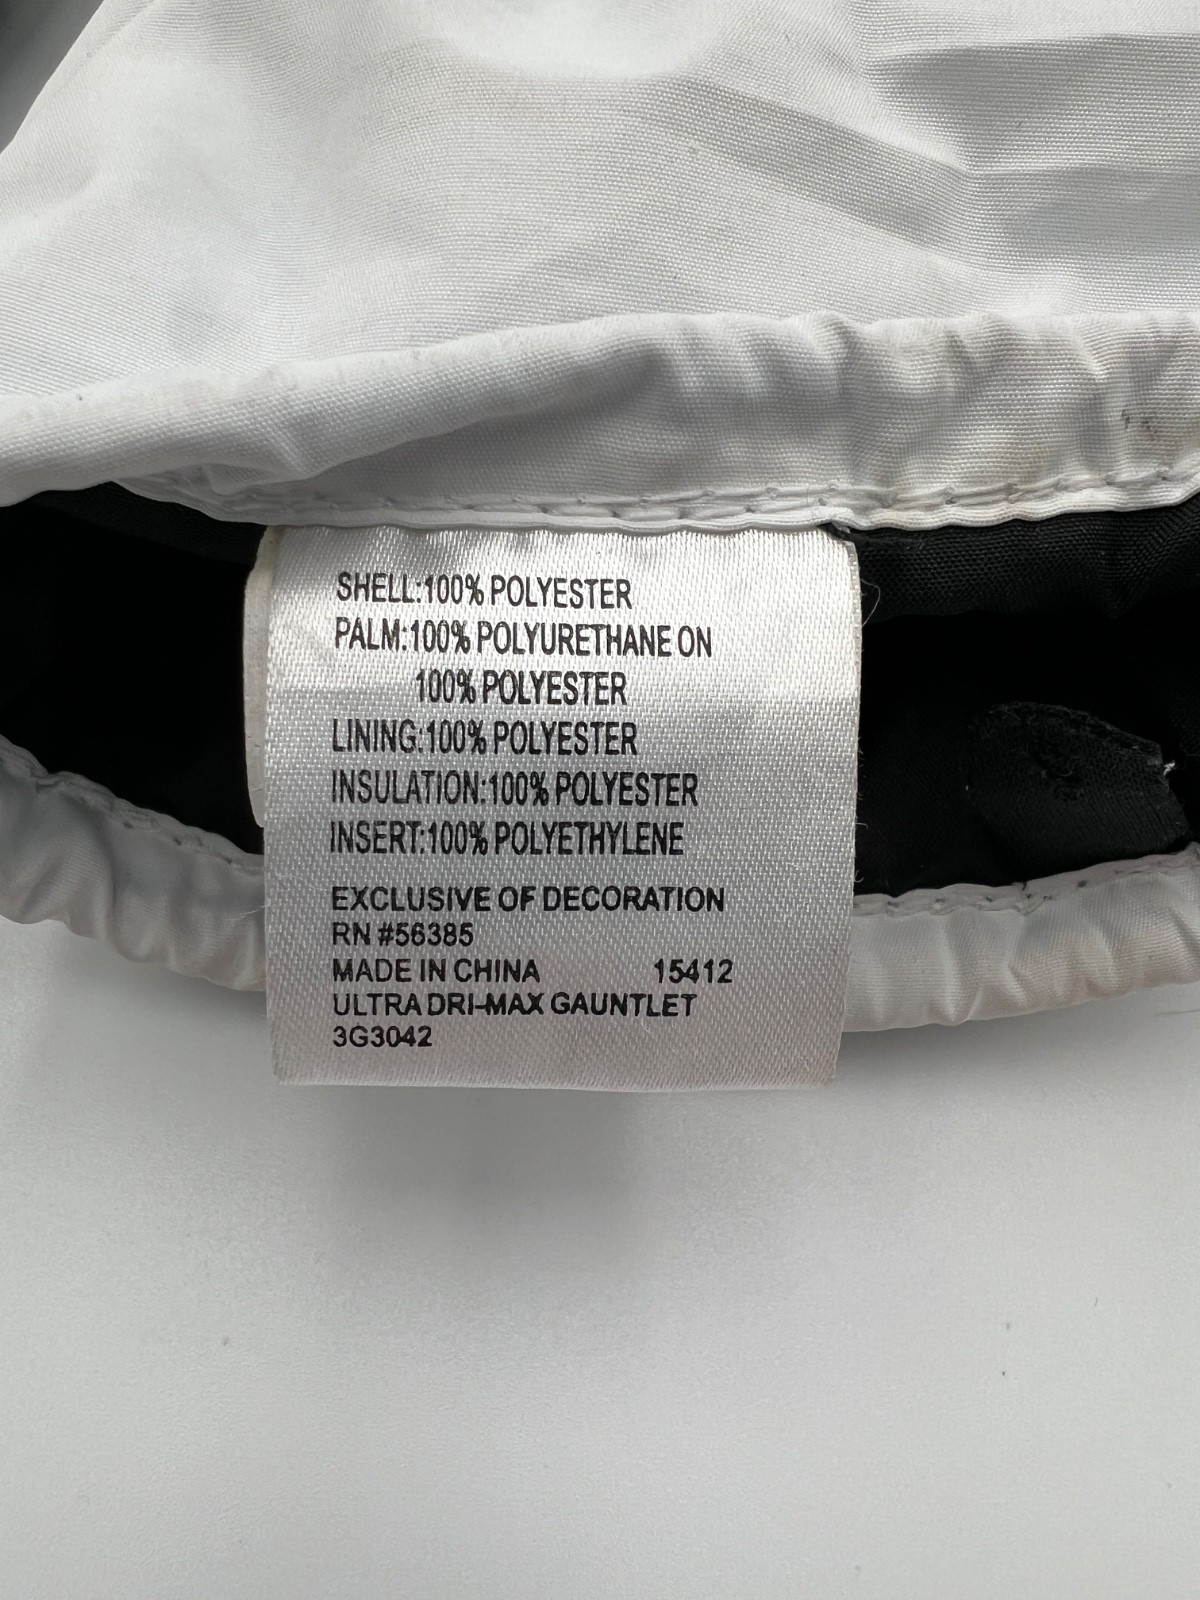 SHELL:100% POLYESTER
PALM:100% POLYURETHANE ON
100% POLYESTER
LINING:100% POLYESTER
INSULATION:100% POLYESTER
INSERT:100% POLYETHYLENE
EXCLUSIVE OF DECORATION
RN #56385
MADE IN CHINA 15412
ULTRA DRI-MAX GAUNTLET
3G3042